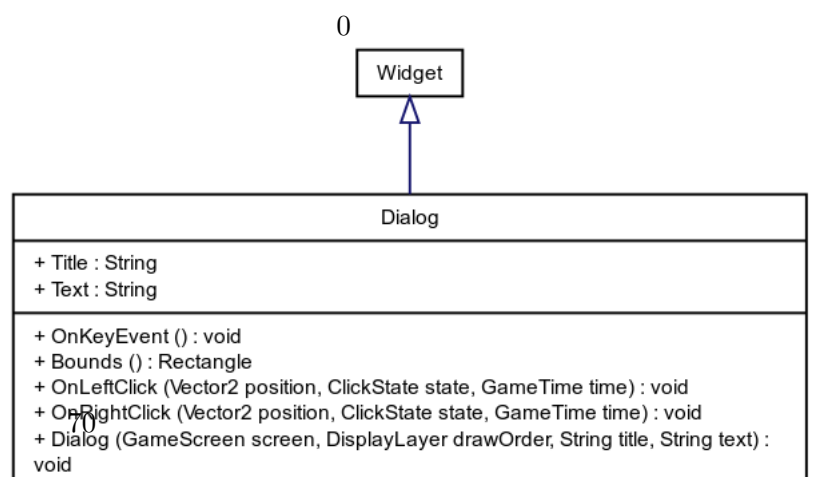 0
Widget
Dialog
+ Title : String
+ Text : String
+ OnKeyEvent () : void
+ Bounds () : Rectangle
+ OnLeftClick (Vector2 position, ClickState state, GameTime time) : void
+ OnRightClick (Vector2 position, ClickState state, GameTime time) : void
70
+ Dialog (GameScreen screen, DisplayLayer drawOrder, String title, String text) :
void